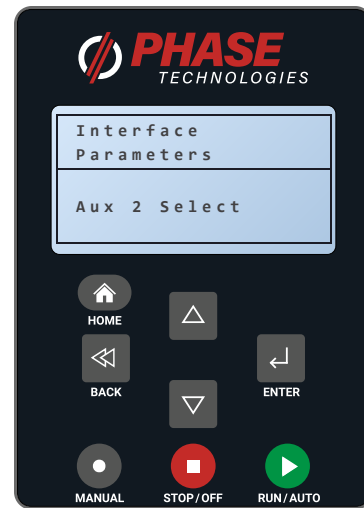 PHASE
TECHNOLOGIES
Interface
Parameters
Aux 2 Select
HOME
BACK
ENTER
MANUAL
STOP/OFF
RUN/AUTO